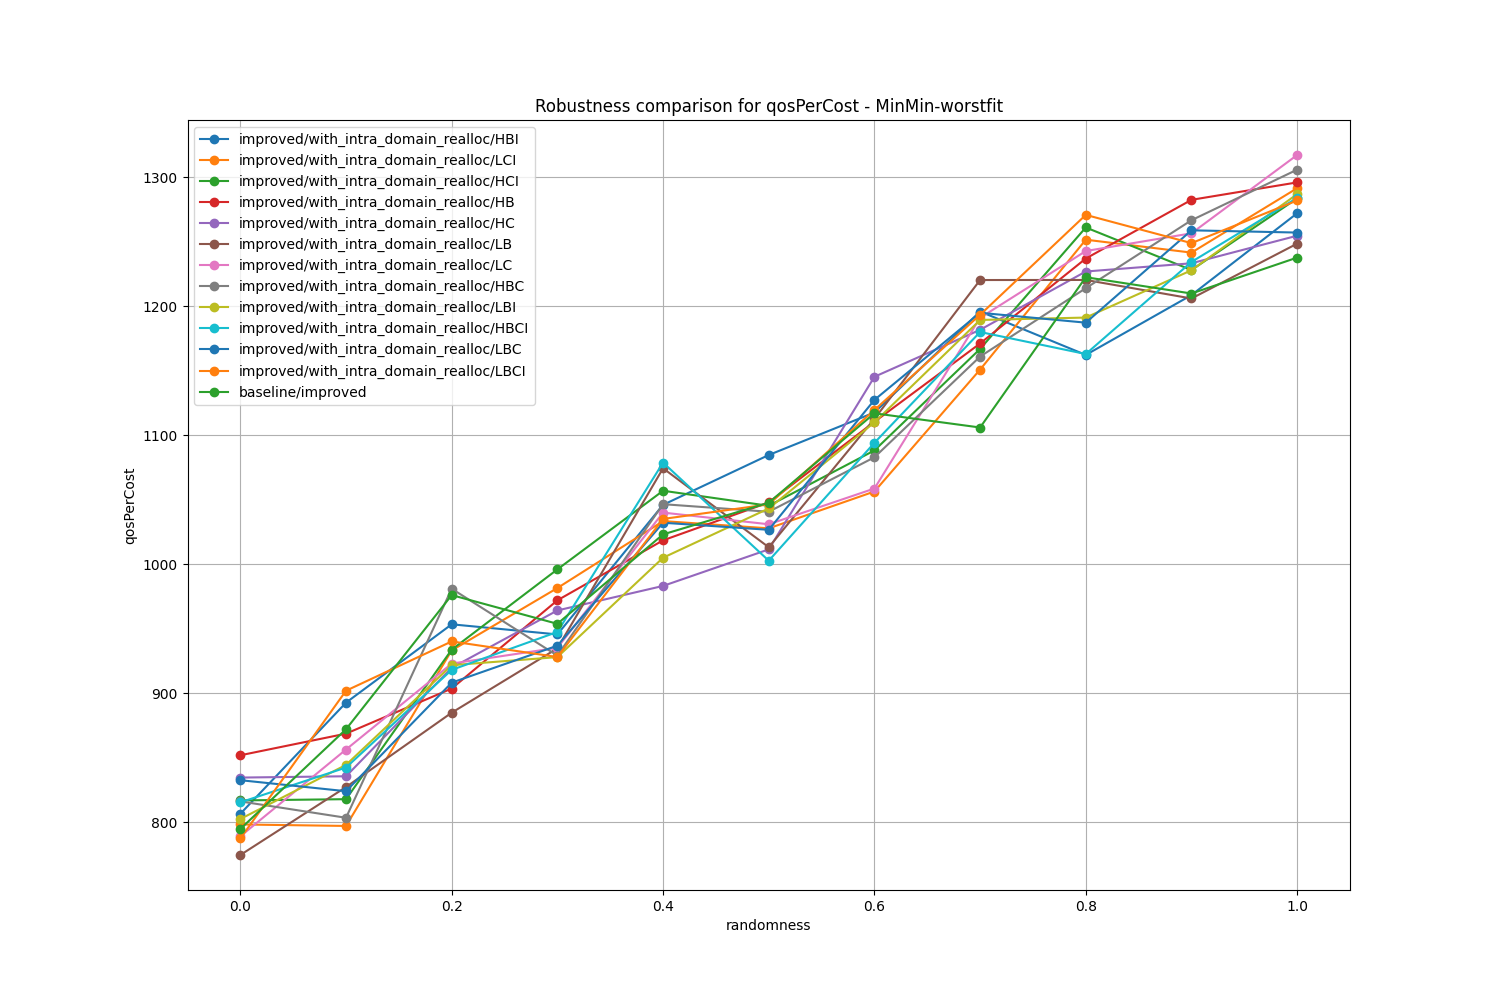 Robustness comparison for qosPerCost - MinMin-worstfit
improved/with_intra_domain_realloc/HBI
improved/with_intra_domain_realloc/LCI
improved/with_intra_domain_realloc/HCI
improved/with_intra_domain_realloc/HB
improved/with_intra_domain_realloc/HC
improved/with_intra_domain_realloc/LB
improved/with_intra_domain_realloc/LC
improved/with_intra_domain_realloc/HBC
improved/with_intra_domain_realloc/LBI
improved/with_intra_domain_realloc/HBCI
improved/with_intra_domain_realloc/LBC
improved/with_intra_domain_realloc/LBCI
baseline/improved
1300
1200
1100
1000
900
800
qosPerCost
0.0 0.2 0.4 0.6 0.8 1.0
randomness